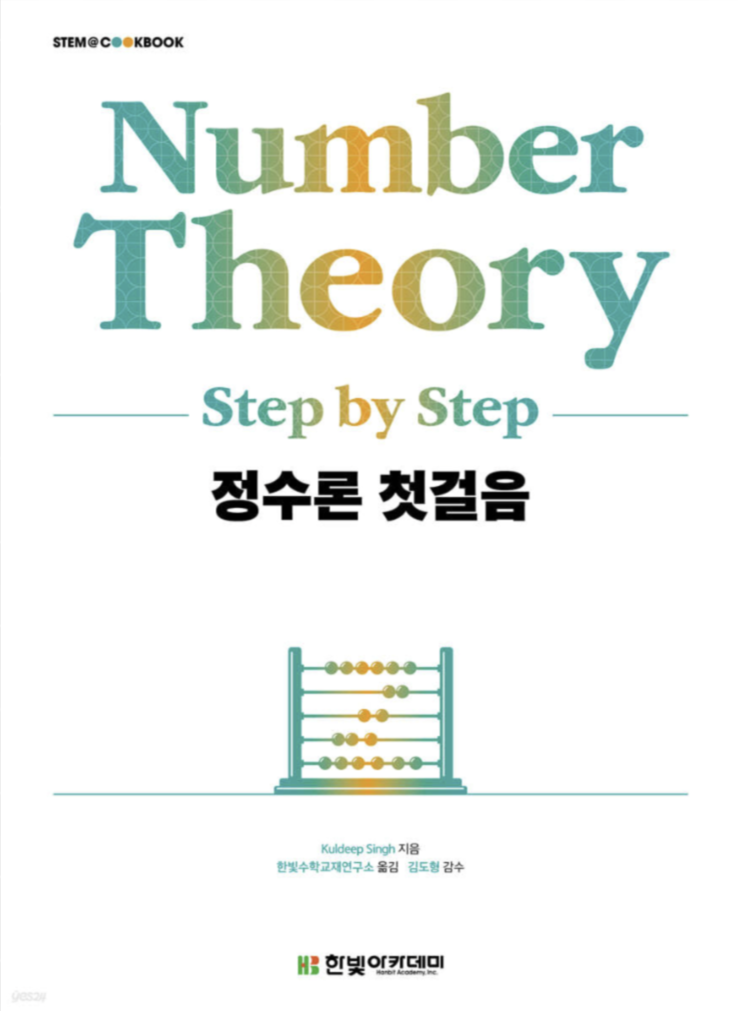 STEM@COOKBOOK
Number
Theory
Step by Step
정수론 첫걸음
Kuldeep Singh 지음
한빛수학교재연구소 옮김 김도형 감수
HB 한빛아카데미
Hanbit Academy, Inc.